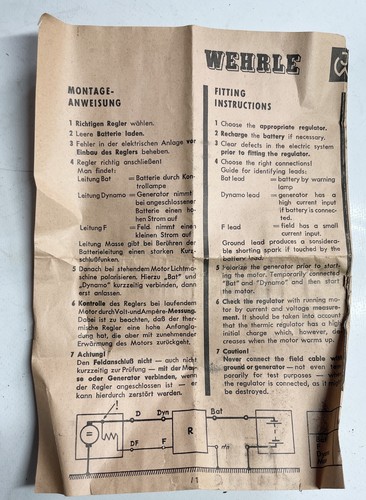 WEHRLE
MONTAGE-
ANWEISUNG
1 Richtigen Regler wählen.
2 Leere Batterie laden.
3 Fehler in der elektrischen Anlage vor
Einbau des Reglers beheben.
4 Regler richtig anschließen!
Man findet:
Leitung Bat = Batterie durch Kon-
trollampe
Leitung Dynamo = Generator nimmt
bei angeschlossener
Batterie einen ho-
hen Strom auf
Leitung F = Feld nimmt einen
kleinen Strom auf
Leitung Masse gibt bei Berühren der
Batterieleitung einen starken Kurz-
schlußfunken.
5 Danach bei stehendem Motor Lichtma-
schine polarisieren. Hierzu „Bat" und
„Dynamo" kurzzeitig verbinden, dann
erst anlassen.
6 Kontrolle des Reglers bei laufendem
Motor durch Volt-und Ampère-Messung.
Dabei ist zu beachten, daß der ther-
mische Regler eine hohe Anfangsla-
dung hat, die aber mit zunehmender
Erwärmung des Motors zurückgeht.
7 Achtung!
Den Feldanschluß nicht — auch nicht
kurzzeitig zur Prüfung — mit der Mas-
se oder Generator verbinden, wenn
der Regler angeschlossen ist — er
kann hierdurch zerstört werden.
FITTING
INSTRUCTIONS
1 Choose the appropriate regulator.
2 Recharge the battery if necessary.
3 Clear defects in the electric system
prior to fitting the regulator.
4 Choose the right connections!
Guide for identifying leads:
Bat lead = battery by warning
lamp
Dynamo lead = generator has a
high current input
if battery is connec-
ted.
F lead = field has a small
current input.
Ground lead produces a considera-
ble shorting spark if touched by the
battery lead.
5 Polarize the generator prior to start-
ing the motor. Temporarily connect
"Bat" and "Dynamo" and then start
the motor.
6 Check the regulator with running mo-
tor by current and voltage measure-
ment. It should be taken into account
that the thermic regulator has a high
initial charge which, however, de-
creases when the motor warms up.
7 Caution!
Never connect the field cable with
ground or generator — not even tem-
porarily for test purposes — when
the regulator is connected, as it might
be destroyed.
D Dyn Bat
R
DF F